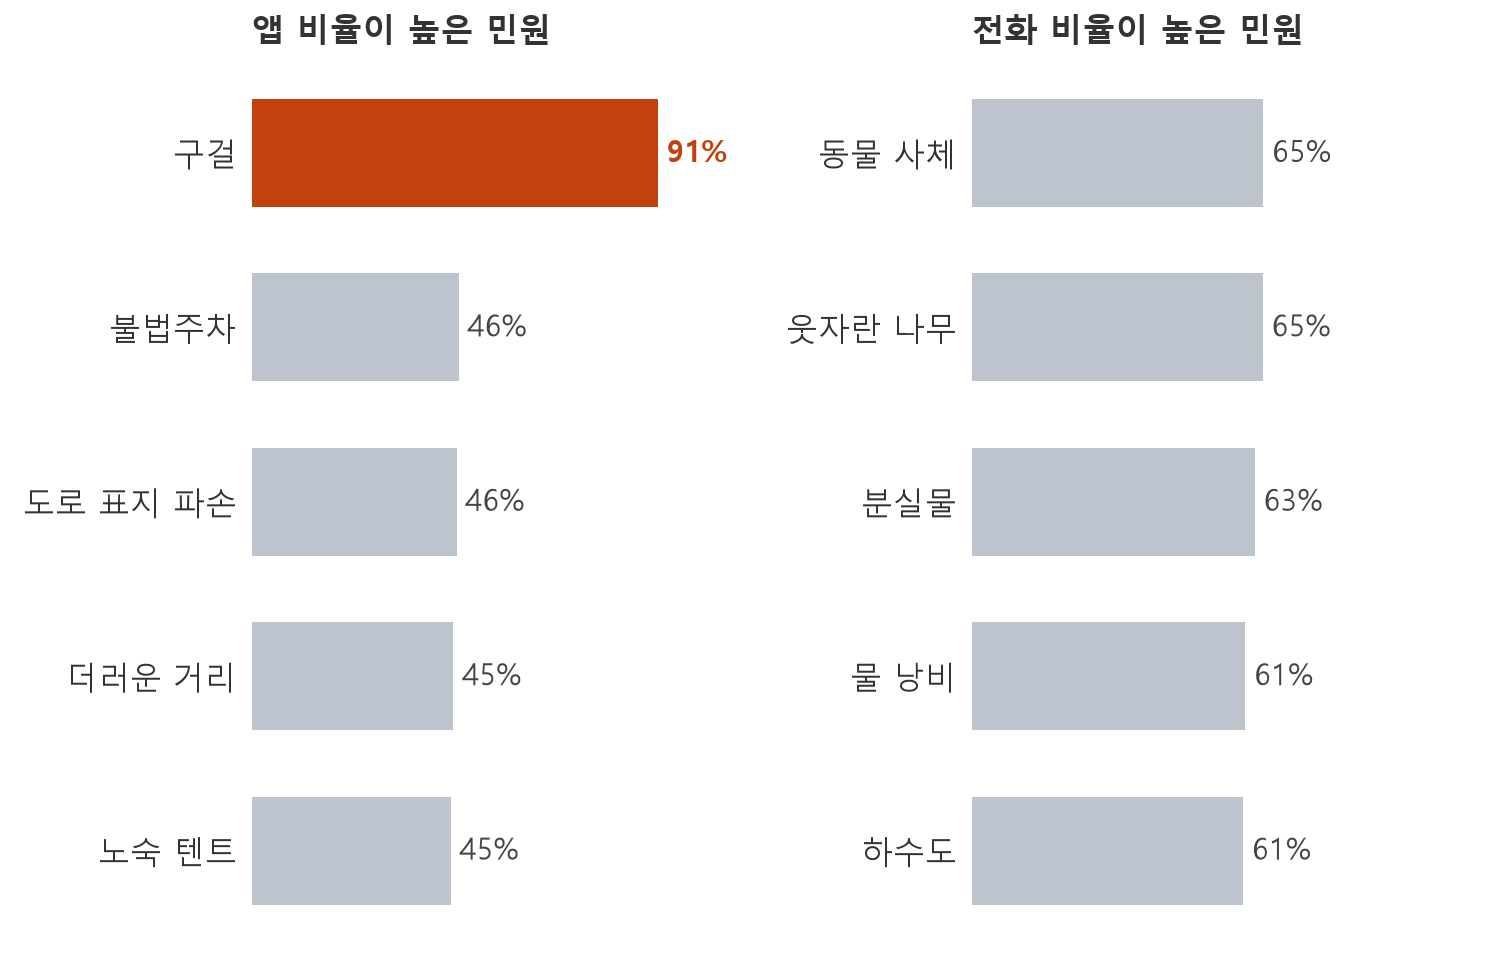 앱 비율이 높은 민원
구걸 91%
불법주차 46%
도로 표지 파손 46%
더러운 거리 45%
노숙 텐트 45%
전화 비율이 높은 민원
동물 사체 65%
웃자란 나무 65%
분실물 63%
물 낭비 61%
하수도 61%